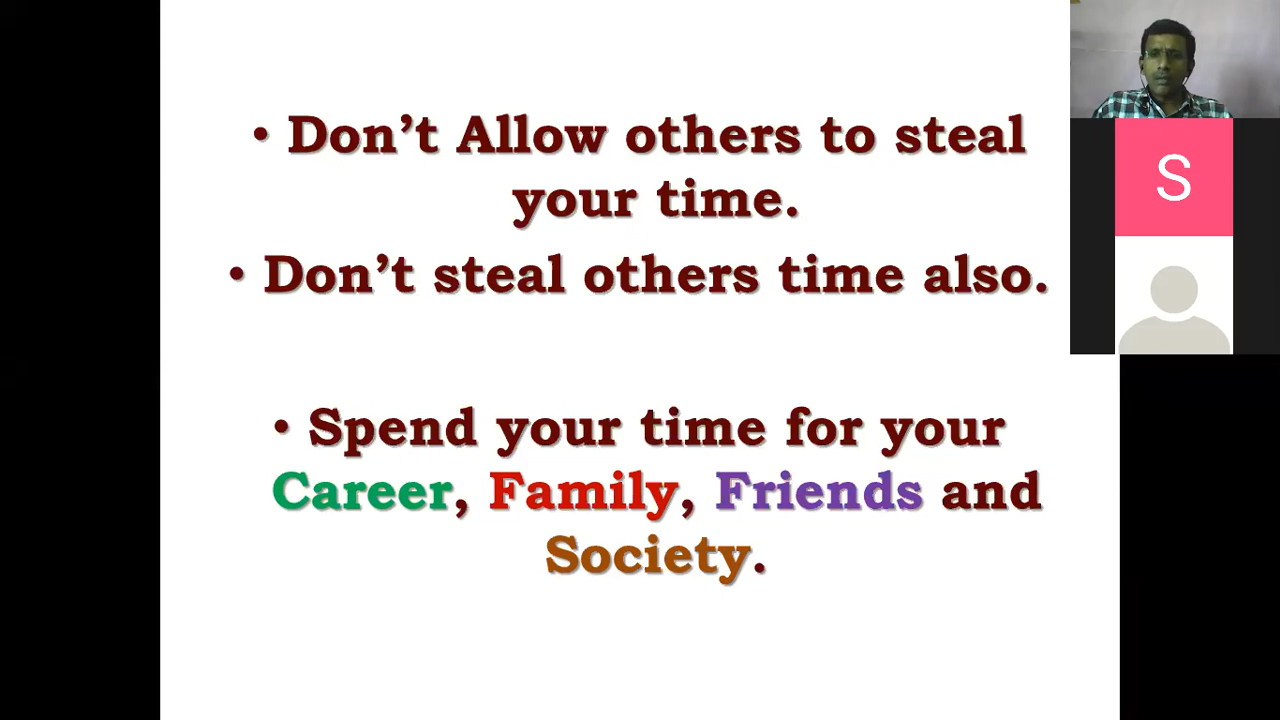 • Don’t Allow others to steal
your time.
• Don’t steal others time also.
• Spend your time for your
Career, Family, Friends and
Society.
S